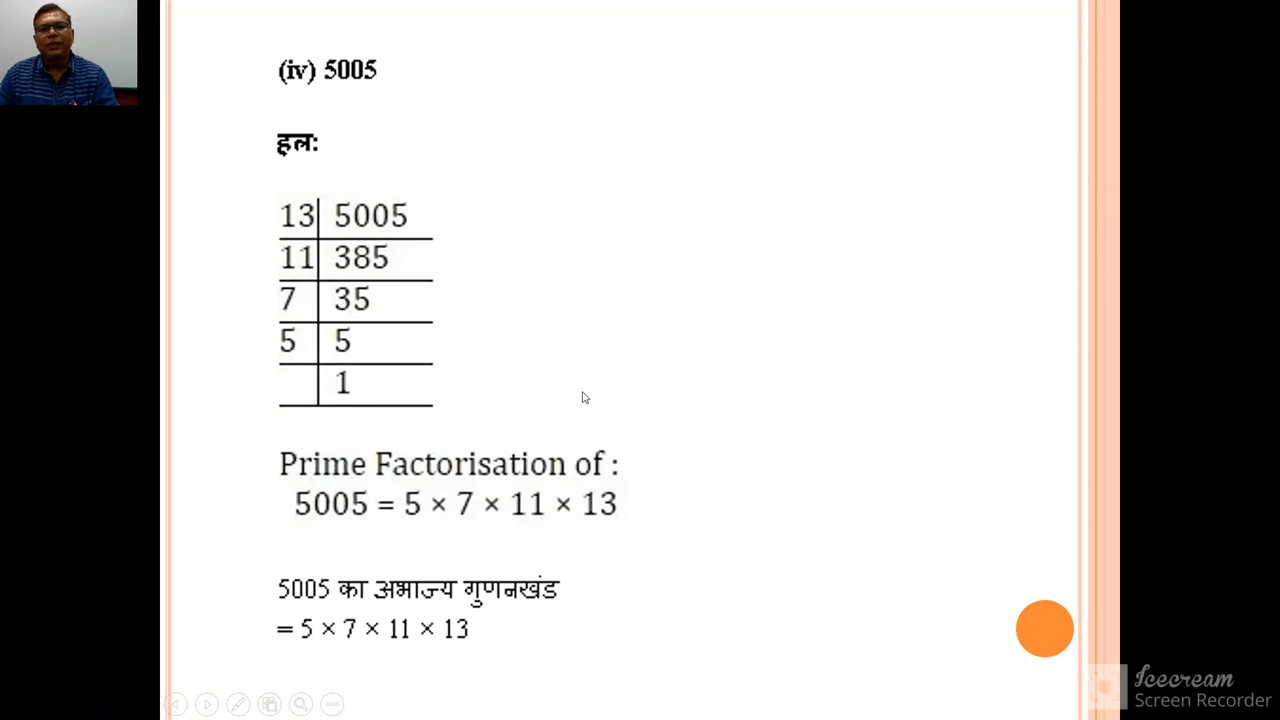 (iv) 5005
हल:
13 5005
11 385
7 35
5 5
1
Prime Factorisation of :
5005 = 5 × 7 × 11 × 13
5005 का अभाज्य गुणनखंड
= 5 × 7 × 11 × 13
Icecream
Screen Recorder